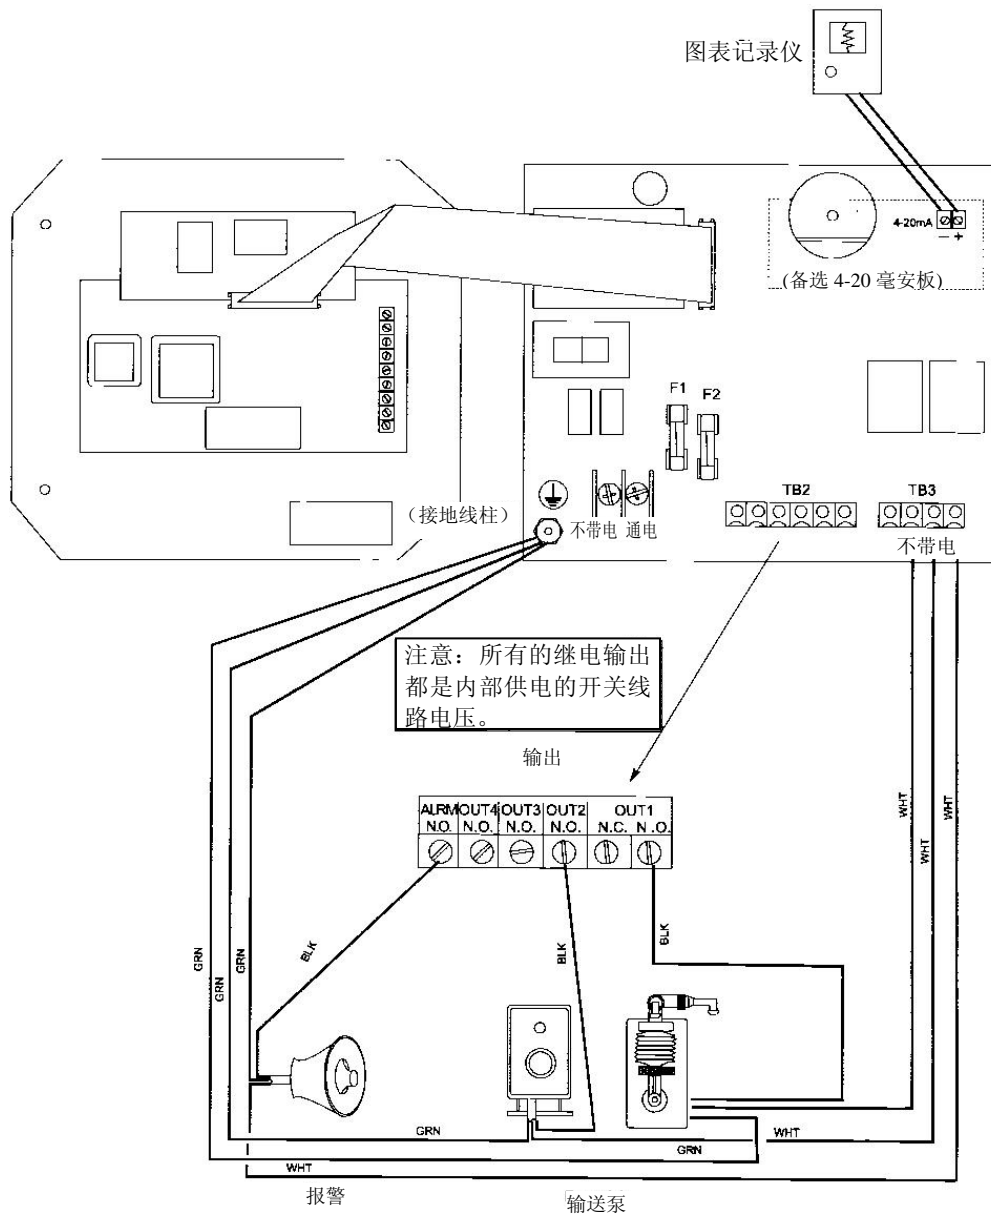 图表记录仪
4-20mA
− +
(备选 4-20 毫安板)
F1
F2
TB2
TB3
（接地线柱）
不带电 通电
不带电
注意：所有的继电输出
都是内部供电的开关线
路电压。
输出
ALRM OUT4 OUT3 OUT2 OUT1
N.O. N.O. N.O. N.O. N.C. N.O.
WHT
WHT
WHT
GRN
GRN
GRN
BLK
BLK
BLK
GRN
WHT
GRN
WHT
报警
输送泵